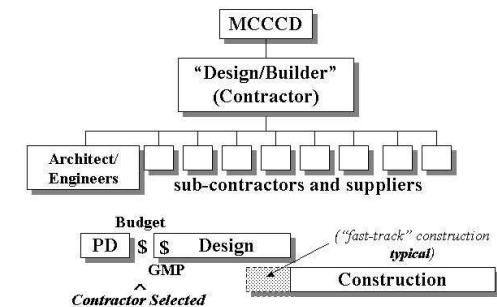 MCCCD
“Design/Builder”
(Contractor)
Architect/
Engineers
sub-contractors and suppliers
Budget
PD $ $ Design
GMP
^
Contractor Selected
(“fast-track” construction
typical)
Construction